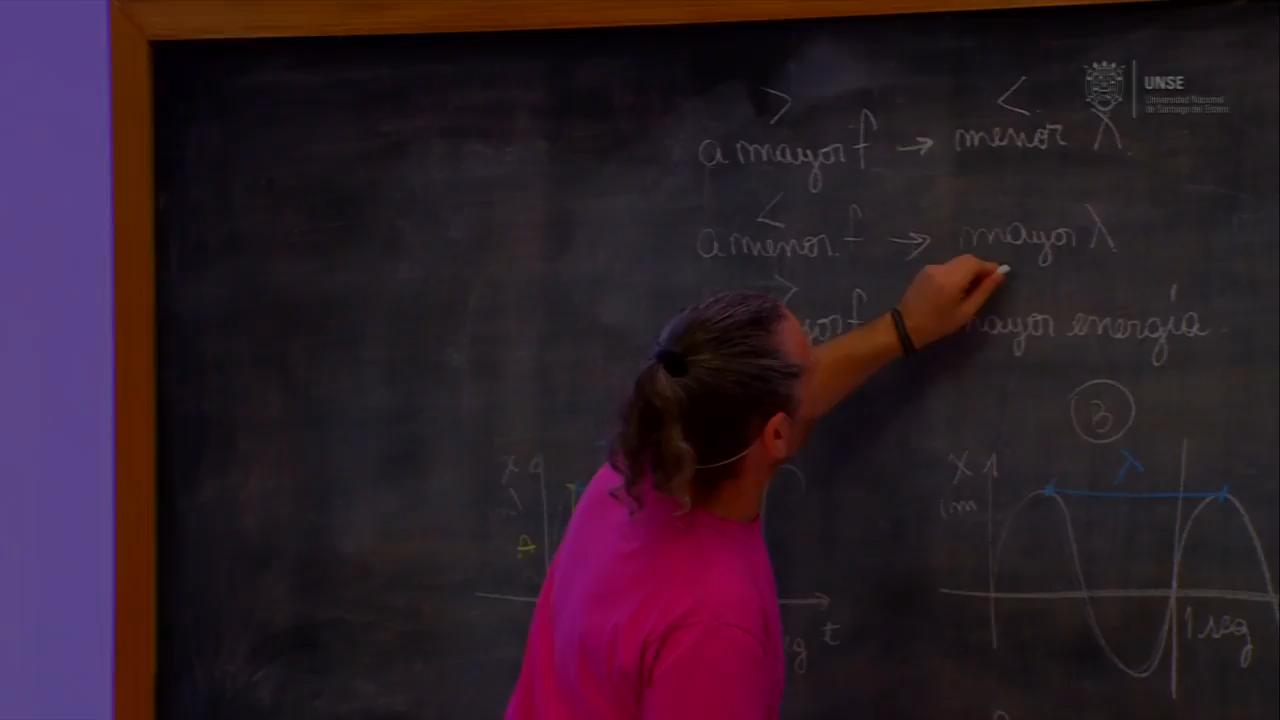 UNSE
Universidad Nacional
de Santiago del Estero
> <
a mayor f → menor λ
< 
a menor f → mayor λ
>
f mayor energía
B
x λ
x
A
1 seg
t